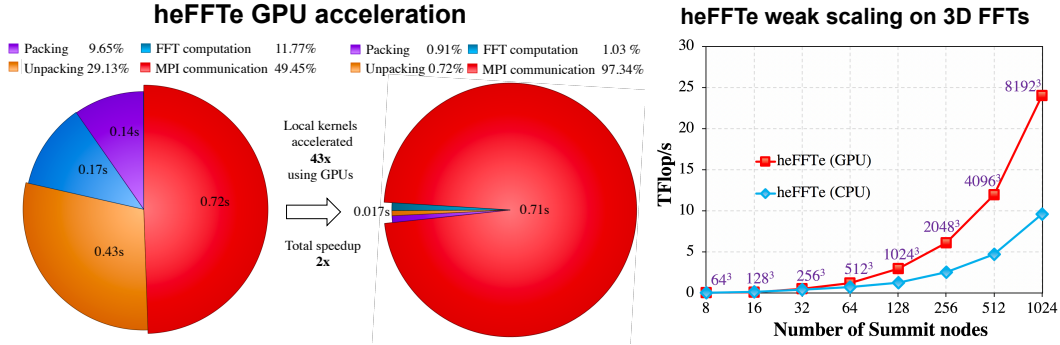 heFFTe GPU acceleration
Packing 9.65% FFT computation 11.77%
Unpacking 29.13% MPI communication 49.45%
0.14s
0.17s
0.72s
0.43s
Local kernels
accelerated
43x
using GPUs
Total speedup
2x
Packing 0.91% FFT computation 1.03 %
Unpacking 0.72% MPI communication 97.34%
0.017s
0.71s
heFFTe weak scaling on 3D FFTs
TFlop/s
30
25
20
15
10
5
0
8192³
4096³
2048³
1024³
512³
256³
128³
64³
heFFTe (GPU)
heFFTe (CPU)
8 16 32 64 128 256 512 1024
Number of Summit nodes